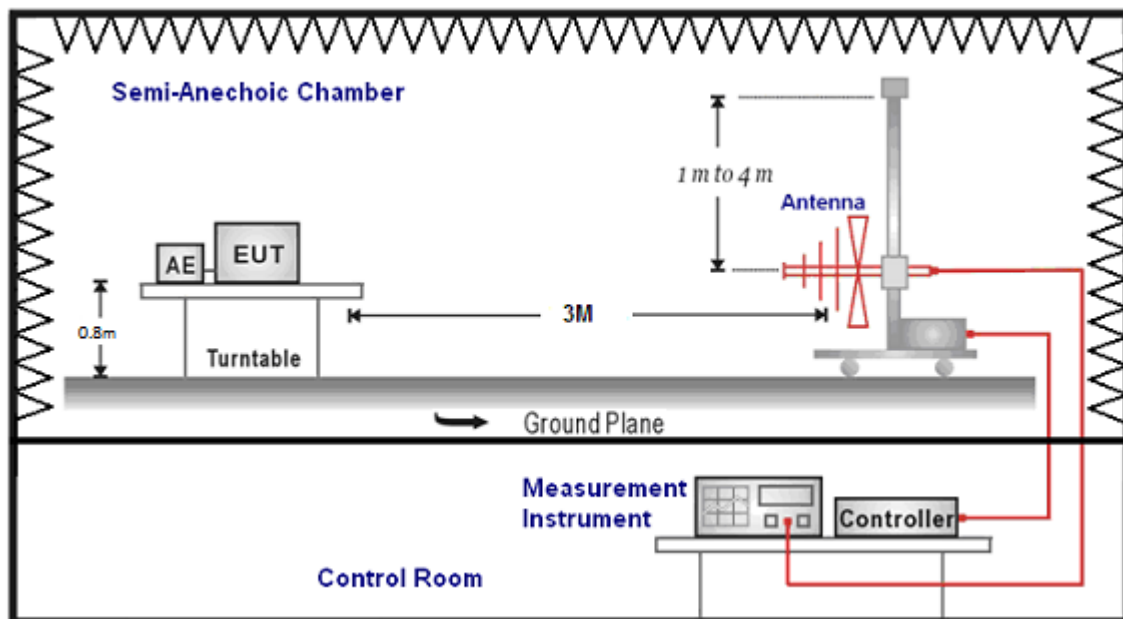 Semi-Anechoic Chamber
1 m to 4 m
Antenna
AE
EUT
0.8m
3M
Turntable
Ground Plane
Measurement
Instrument
Controller
Control Room